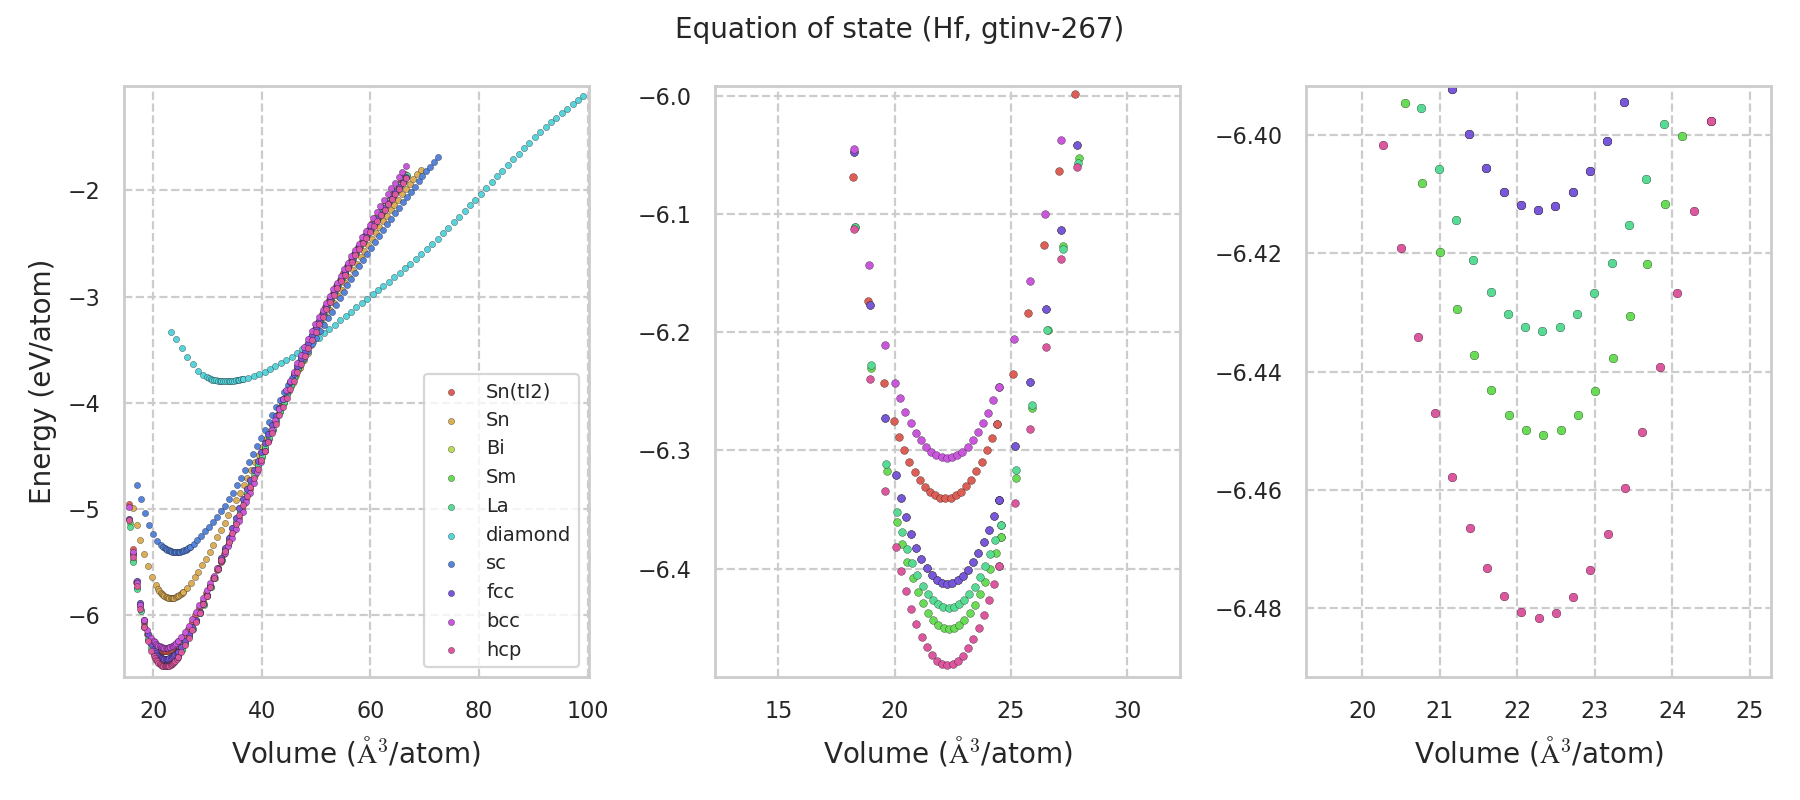 Equation of state (Hf, gtinv-267)
Energy (eV/atom)
−2
−3
−4
−5
−6
20 40 60 80 100
Volume (Å³/atom)
Sn(tI2)
Sn
Bi
Sm
La
diamond
sc
fcc
bcc
hcp
−6.0
−6.1
−6.2
−6.3
−6.4
15 20 25 30
Volume (Å³/atom)
−6.40
−6.42
−6.44
−6.46
−6.48
20 21 22 23 24 25
Volume (Å³/atom)